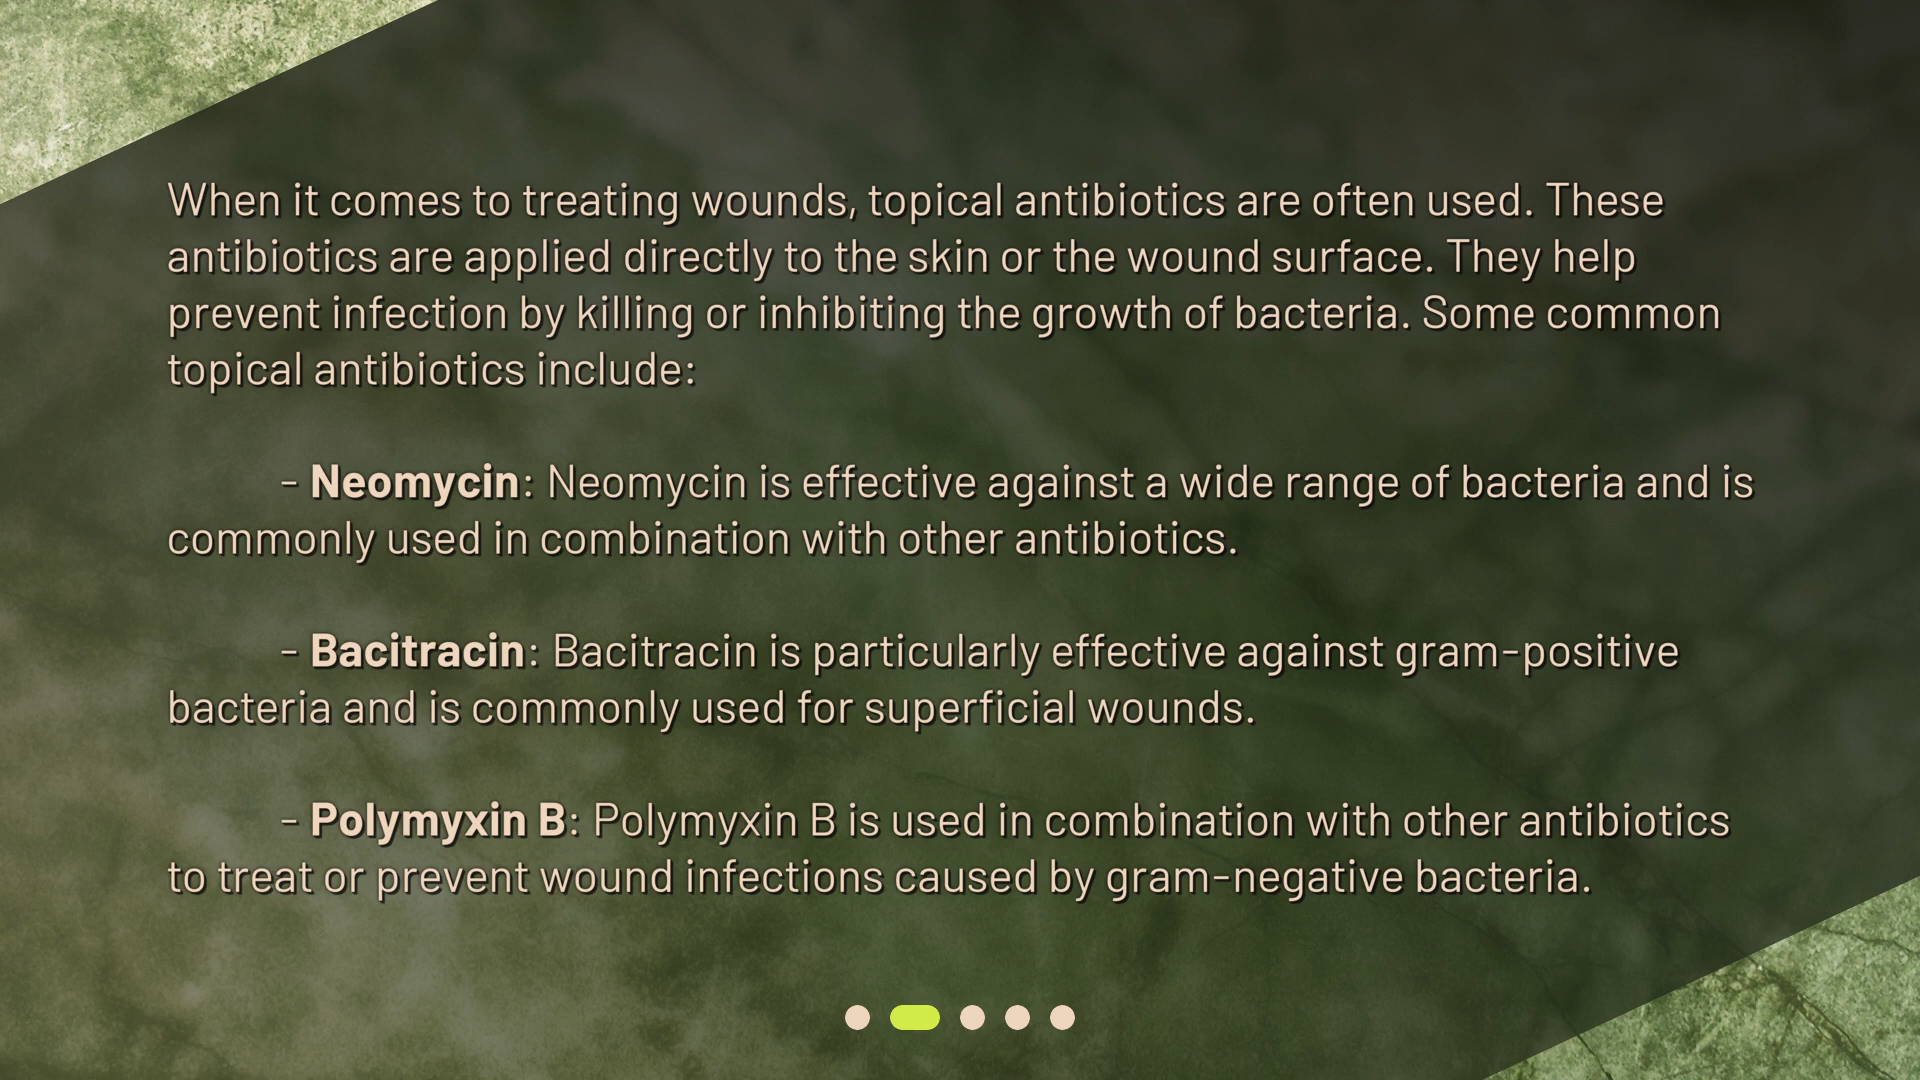 When it comes to treating wounds, topical antibiotics are often used. These
antibiotics are applied directly to the skin or the wound surface. They help
prevent infection by killing or inhibiting the growth of bacteria. Some common
topical antibiotics include:
- Neomycin: Neomycin is effective against a wide range of bacteria and is
commonly used in combination with other antibiotics.
- Bacitracin: Bacitracin is particularly effective against gram-positive
bacteria and is commonly used for superficial wounds.
- Polymyxin B: Polymyxin B is used in combination with other antibiotics
to treat or prevent wound infections caused by gram-negative bacteria.